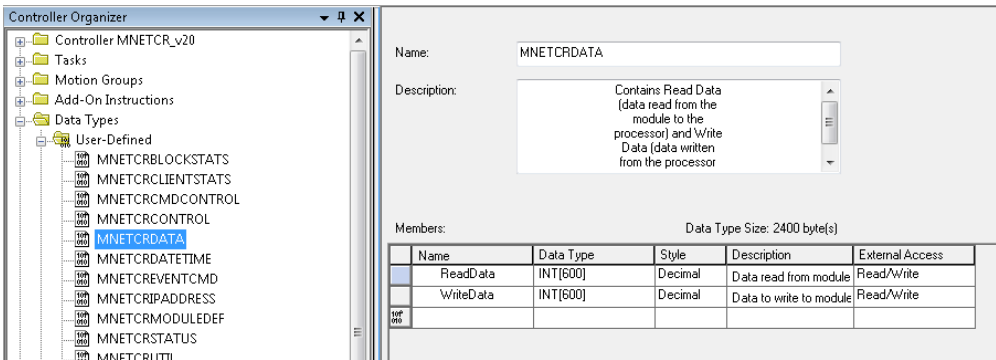 Controller Organizer
Controller MNETCR_v20
Tasks
Motion Groups
Add-On Instructions
Data Types
User-Defined
MNETCRBLOCKSTATS
MNETCRCLIENTSTATS
MNETCRCMDCONTROL
MNETCRCONTROL
MNETCRDATA
MNETCRDATETIME
MNETCREVENTCMD
MNETCRIPADDRESS
MNETCRMODULEDEF
MNETCRSTATUS
MNETCRUTIL
Name: MNETCRDATA
Description:
Contains Read Data
(data read from the
module to the
processor) and Write
Data (data written
from the processor
Members: Data Type Size: 2400 byte(s)
Name Data Type Style Description External Access
ReadData INT[600] Decimal Data read from module Read/Write
WriteData INT[600] Decimal Data to write to module Read/Write